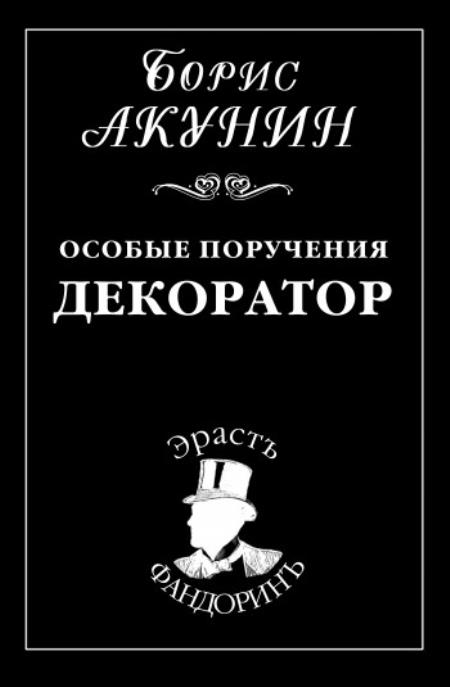 Борис
АКУНИН
ОСОБЫЕ ПОРУЧЕНИЯ
ДЕКОРАТОР
Эрастъ
ФАНДОРИНЪ